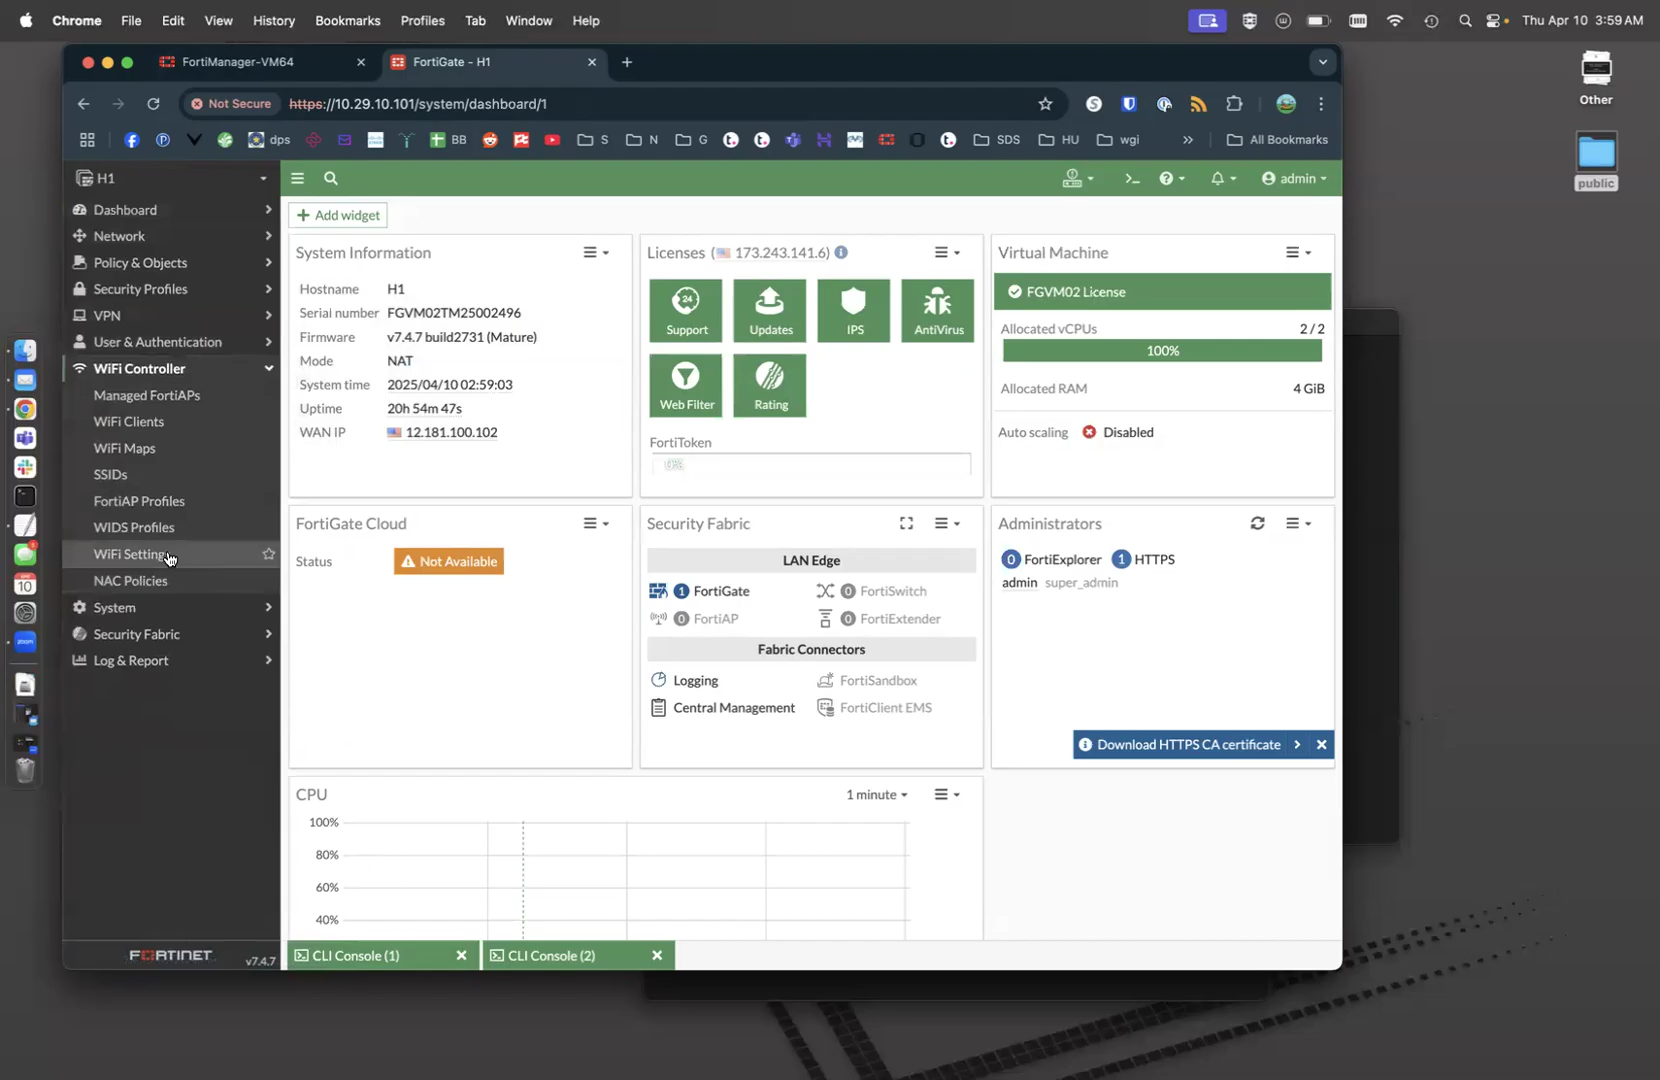 Chrome File Edit View History Bookmarks Profiles Tab Window Help Thu Apr 10 3:59 AM
FortiManager-VM64
FortiGate - H1
Not Secure https://10.29.10.101/system/dashboard/1
dps BB S N G SDS HU wgi » All Bookmarks
H1
admin
Dashboard
Network
Policy & Objects
Security Profiles
VPN
User & Authentication
WiFi Controller
Managed FortiAPs
WiFi Clients
WiFi Maps
SSIDs
FortiAP Profiles
WIDS Profiles
WiFi Setting
NAC Policies
System
Security Fabric
Log & Report
FORTINET v7.4.7
+ Add widget
System Information
Hostname H1
Serial number FGVM02TM25002496
Firmware v7.4.7 build2731 (Mature)
Mode NAT
System time 2025/04/10 02:59:03
Uptime 20h 54m 47s
WAN IP 12.181.100.102
Licenses (173.243.141.6)
24
Support Updates IPS AntiVirus
Web Filter Rating
FortiToken
Virtual Machine
FGVM02 License
Allocated vCPUs 2 / 2
100%
Allocated RAM 4 GiB
Auto scaling Disabled
FortiGate Cloud
Status Not Available
Security Fabric
LAN Edge
1 FortiGate 0 FortiSwitch
0 FortiAP 0 FortiExtender
Fabric Connectors
Logging FortiSandbox
Central Management FortiClient EMS
Administrators
0 FortiExplorer 1 HTTPS
admin super_admin
Download HTTPS CA certificate
CPU 1 minute
100%
80%
60%
40%
CLI Console (1)
CLI Console (2)
Other
public
10
zoom